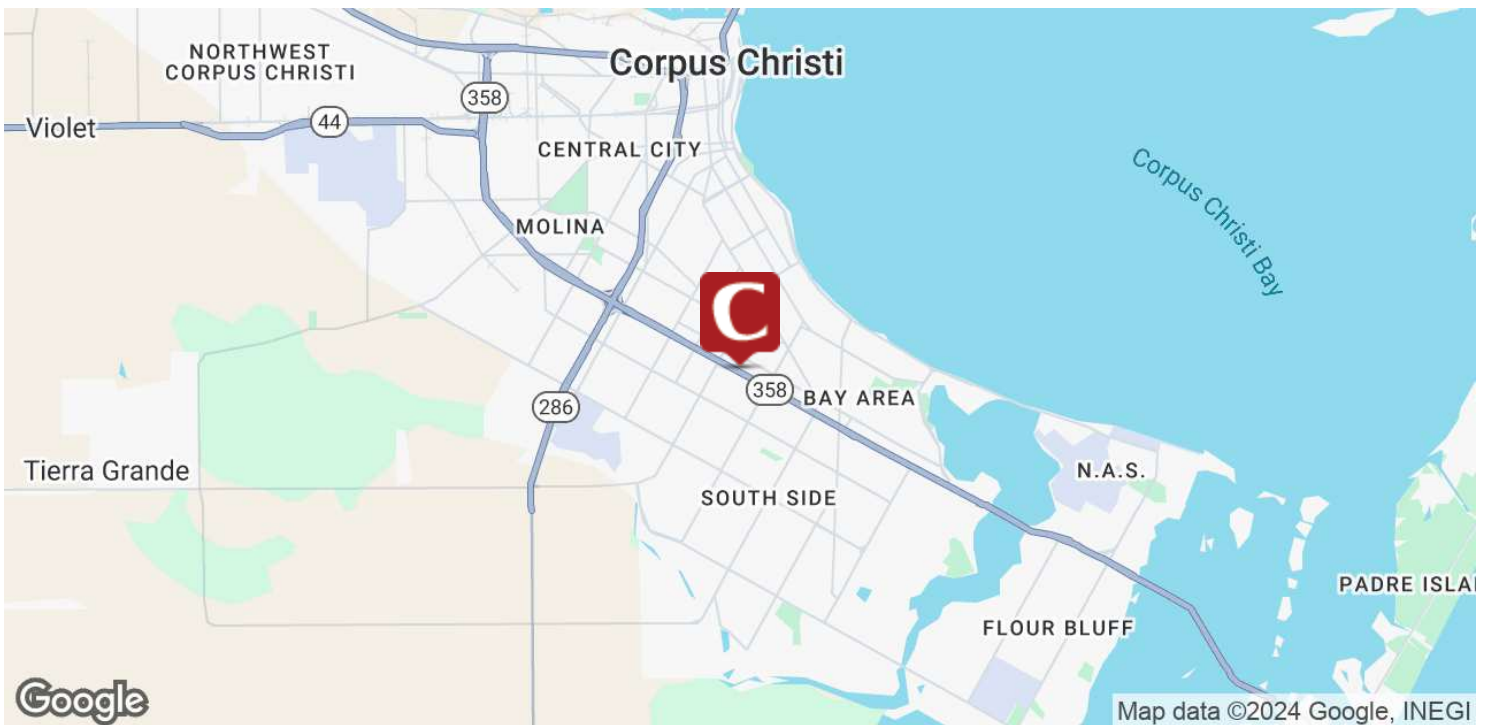 NORTHWEST
CORPUS CHRISTI
Corpus Christi
358
44
Violet
CENTRAL CITY
Corpus Christi Bay
MOLINA
C
358
BAY AREA
286
Tierra Grande
N.A.S.
SOUTH SIDE
PADRE ISLA
FLOUR BLUFF
Google
Map data ©2024 Google, INEGI